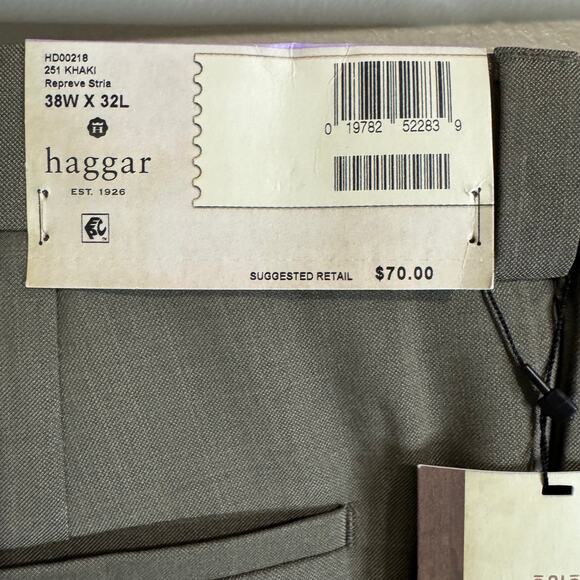 HD00218
251 KHAKI
Repreve Stria
38W X 32L
H
haggar
EST. 1926
0 19782 52283 9
SUGGESTED RETAIL $70.00